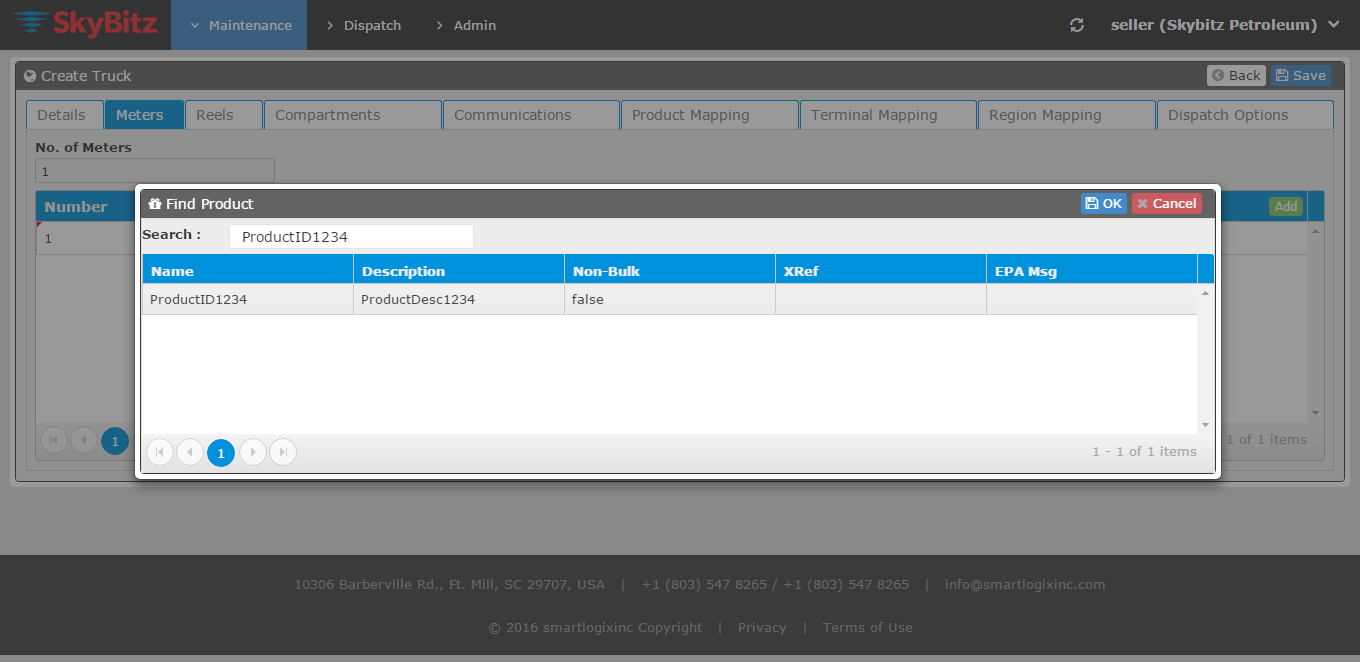 SkyBitz Maintenance Dispatch Admin seller (Skybitz Petroleum)
Create Truck Back Save
Details Meters Reels Compartments Communications Product Mapping Terminal Mapping Region Mapping Dispatch Options
No. of Meters
1
Number Add
1
Find Product OK Cancel
Search : ProductID1234
Name Description Non-Bulk XRef EPA Msg
ProductID1234 ProductDesc1234 false
1 1 - 1 of 1 items
1 1 of 1 items
10306 Barberville Rd., Ft. Mill, SC 29707, USA | +1 (803) 547 8265 / +1 (803) 547 8265 | info@smartlogixinc.com
© 2016 smartlogixinc Copyright | Privacy | Terms of Use